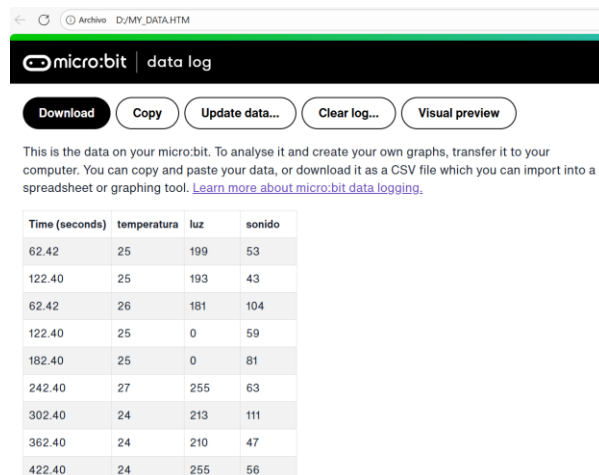 Archivo D:/MY_DATA.HTM
micro:bit data log
Download Copy Update data... Clear log... Visual preview
This is the data on your micro:bit. To analyse it and create your own graphs, transfer it to your
computer. You can copy and paste your data, or download it as a CSV file which you can import into a
spreadsheet or graphing tool. Learn more about micro:bit data logging.
Time (seconds) temperatura luz sonido
62.42 25 199 53
122.40 25 193 43
62.42 26 181 104
122.40 25 0 59
182.40 25 0 81
242.40 27 255 63
302.40 24 213 111
362.40 24 210 47
422.40 24 255 56